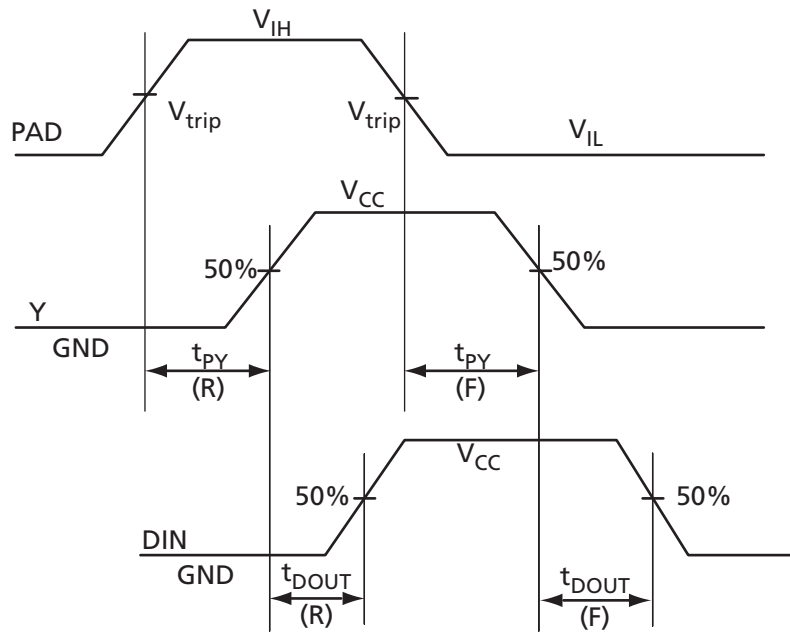 V_IH
V_trip
V_trip
PAD
V_IL
V_CC
50%
50%
Y
GND
t_PY
(R)
t_PY
(F)
V_CC
50%
50%
DIN
GND
t_DOUT
(R)
t_DOUT
(F)